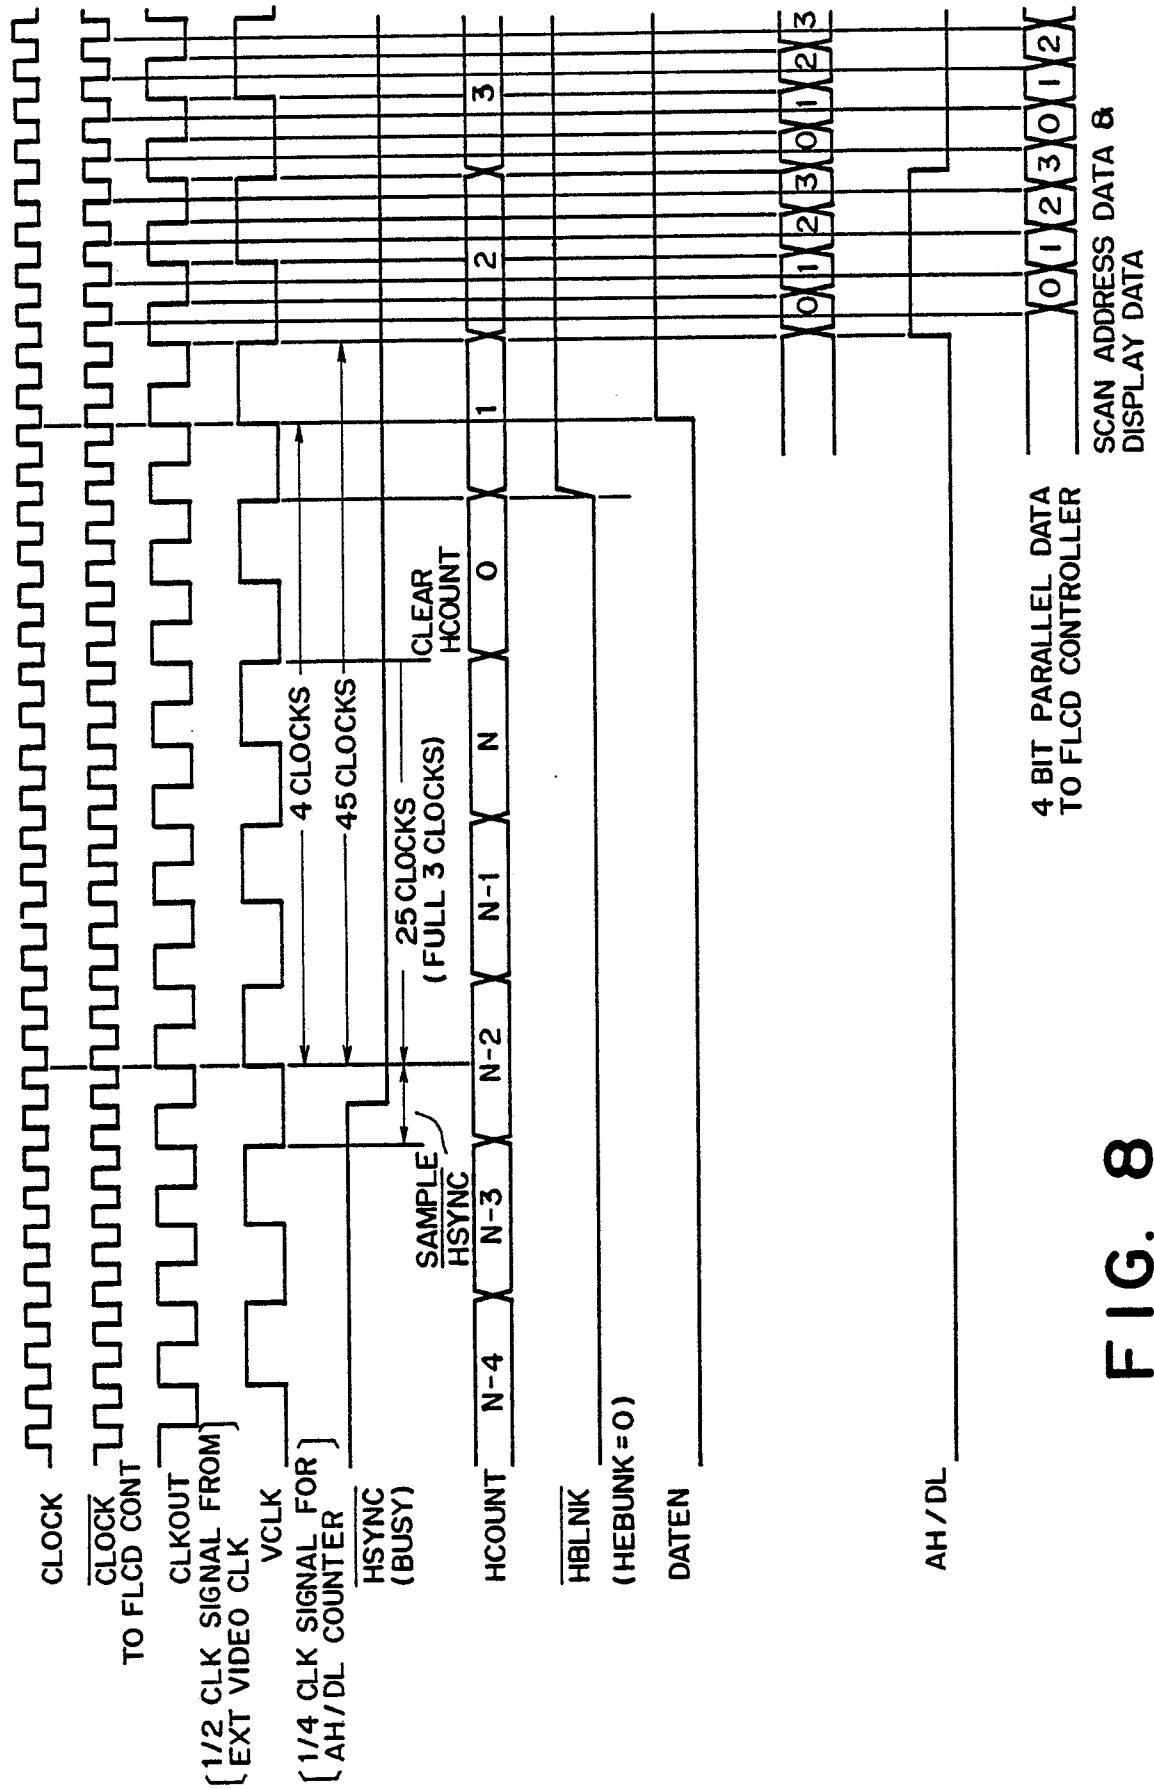 CLOCK
CLOCK
TO FLCD CONT
CLKOUT
(1/2 CLK SIGNAL FROM
EXT VIDEO CLK)
VCLK
(1/4 CLK SIGNAL FOR
AH/DL COUNTER)
HSYNC
(BUSY)
4 CLOCKS
45 CLOCKS
25 CLOCKS
(FULL 3 CLOCKS)
SAMPLE
HSYNC
CLEAR
HCOUNT
HCOUNT
N-4 N-3 N-2 N-1 N 0 1 2 3
HBLNK
(HEBUNK=0)
DATEN
0 1 2 3 0 1 2 3
AH/DL
4 BIT PARALLEL DATA
TO FLCD CONTROLLER
0 1 2 3 0 1 2
SCAN ADDRESS DATA &
DISPLAY DATA
FIG. 8